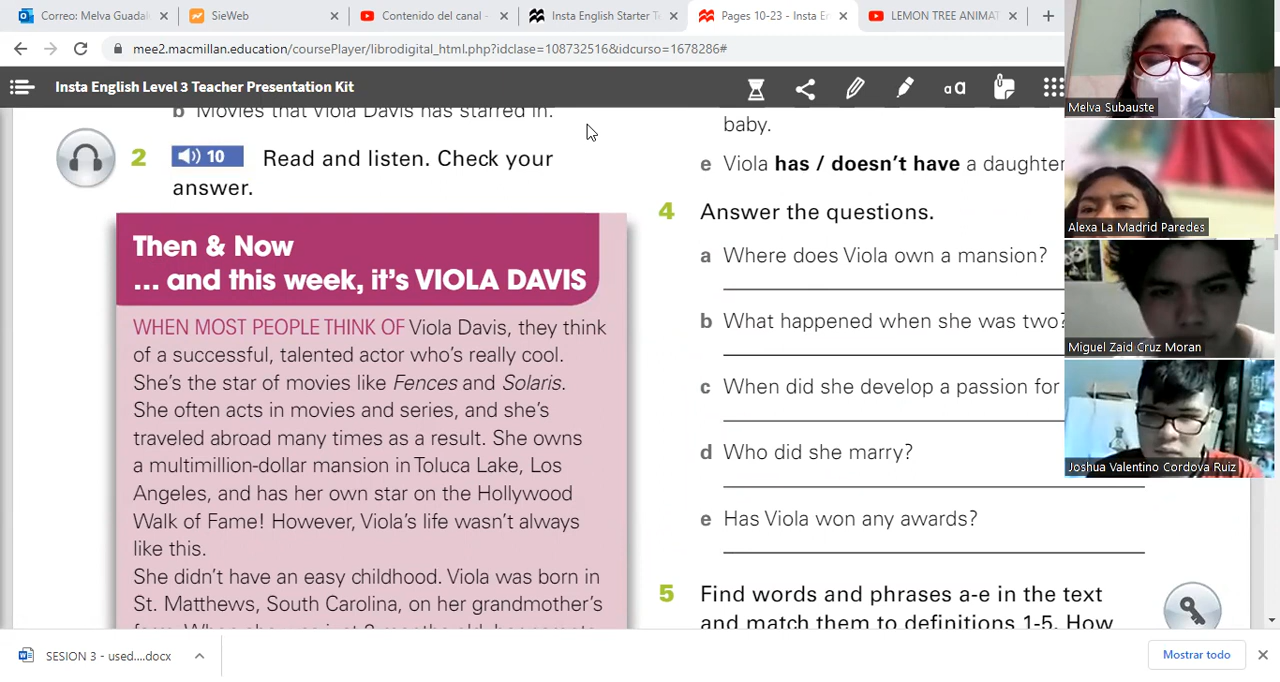 Correo: Melva Guadal
SieWeb
Contenido del canal -
Insta English Starter Te
Pages 10-23 - Insta En
LEMON TREE ANIMAT
mee2.macmillan.education/coursePlayer/librodigital_html.php?idclase=108732516&idcurso=1678286#
Insta English Level 3 Teacher Presentation Kit
aa
b Movies that Viola Davis has starred in.
2 10 Read and listen. Check your
answer.
Then & Now
... and this week, it's VIOLA DAVIS
WHEN MOST PEOPLE THINK OF Viola Davis, they think
of a successful, talented actor who's really cool.
She's the star of movies like Fences and Solaris.
She often acts in movies and series, and she's
traveled abroad many times as a result. She owns
a multimillion-dollar mansion in Toluca Lake, Los
Angeles, and has her own star on the Hollywood
Walk of Fame! However, Viola's life wasn't always
like this.
She didn't have an easy childhood. Viola was born in
St. Matthews, South Carolina, on her grandmother's
baby.
e Viola has / doesn't have a daughter
4 Answer the questions.
a Where does Viola own a mansion?
b What happened when she was two?
c When did she develop a passion for
d Who did she marry?
e Has Viola won any awards?
5 Find words and phrases a-e in the text
and match them to definitions 1-5. How
Melva Subauste
Alexa La Madrid Paredes
Miguel Zaid Cruz Moran
Joshua Valentino Cordova Ruiz
SESION 3 - used....docx
Mostrar todo